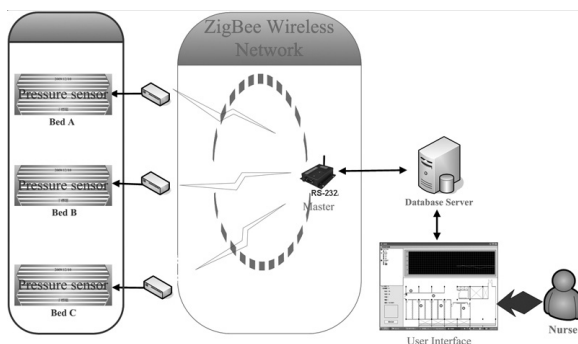 ZigBee Wireless
Network
Pressure sensor
Bed A
Pressure sensor
Bed B
Pressure sensor
Bed C
RS-232
Master
Database Server
User Interface
Nurse